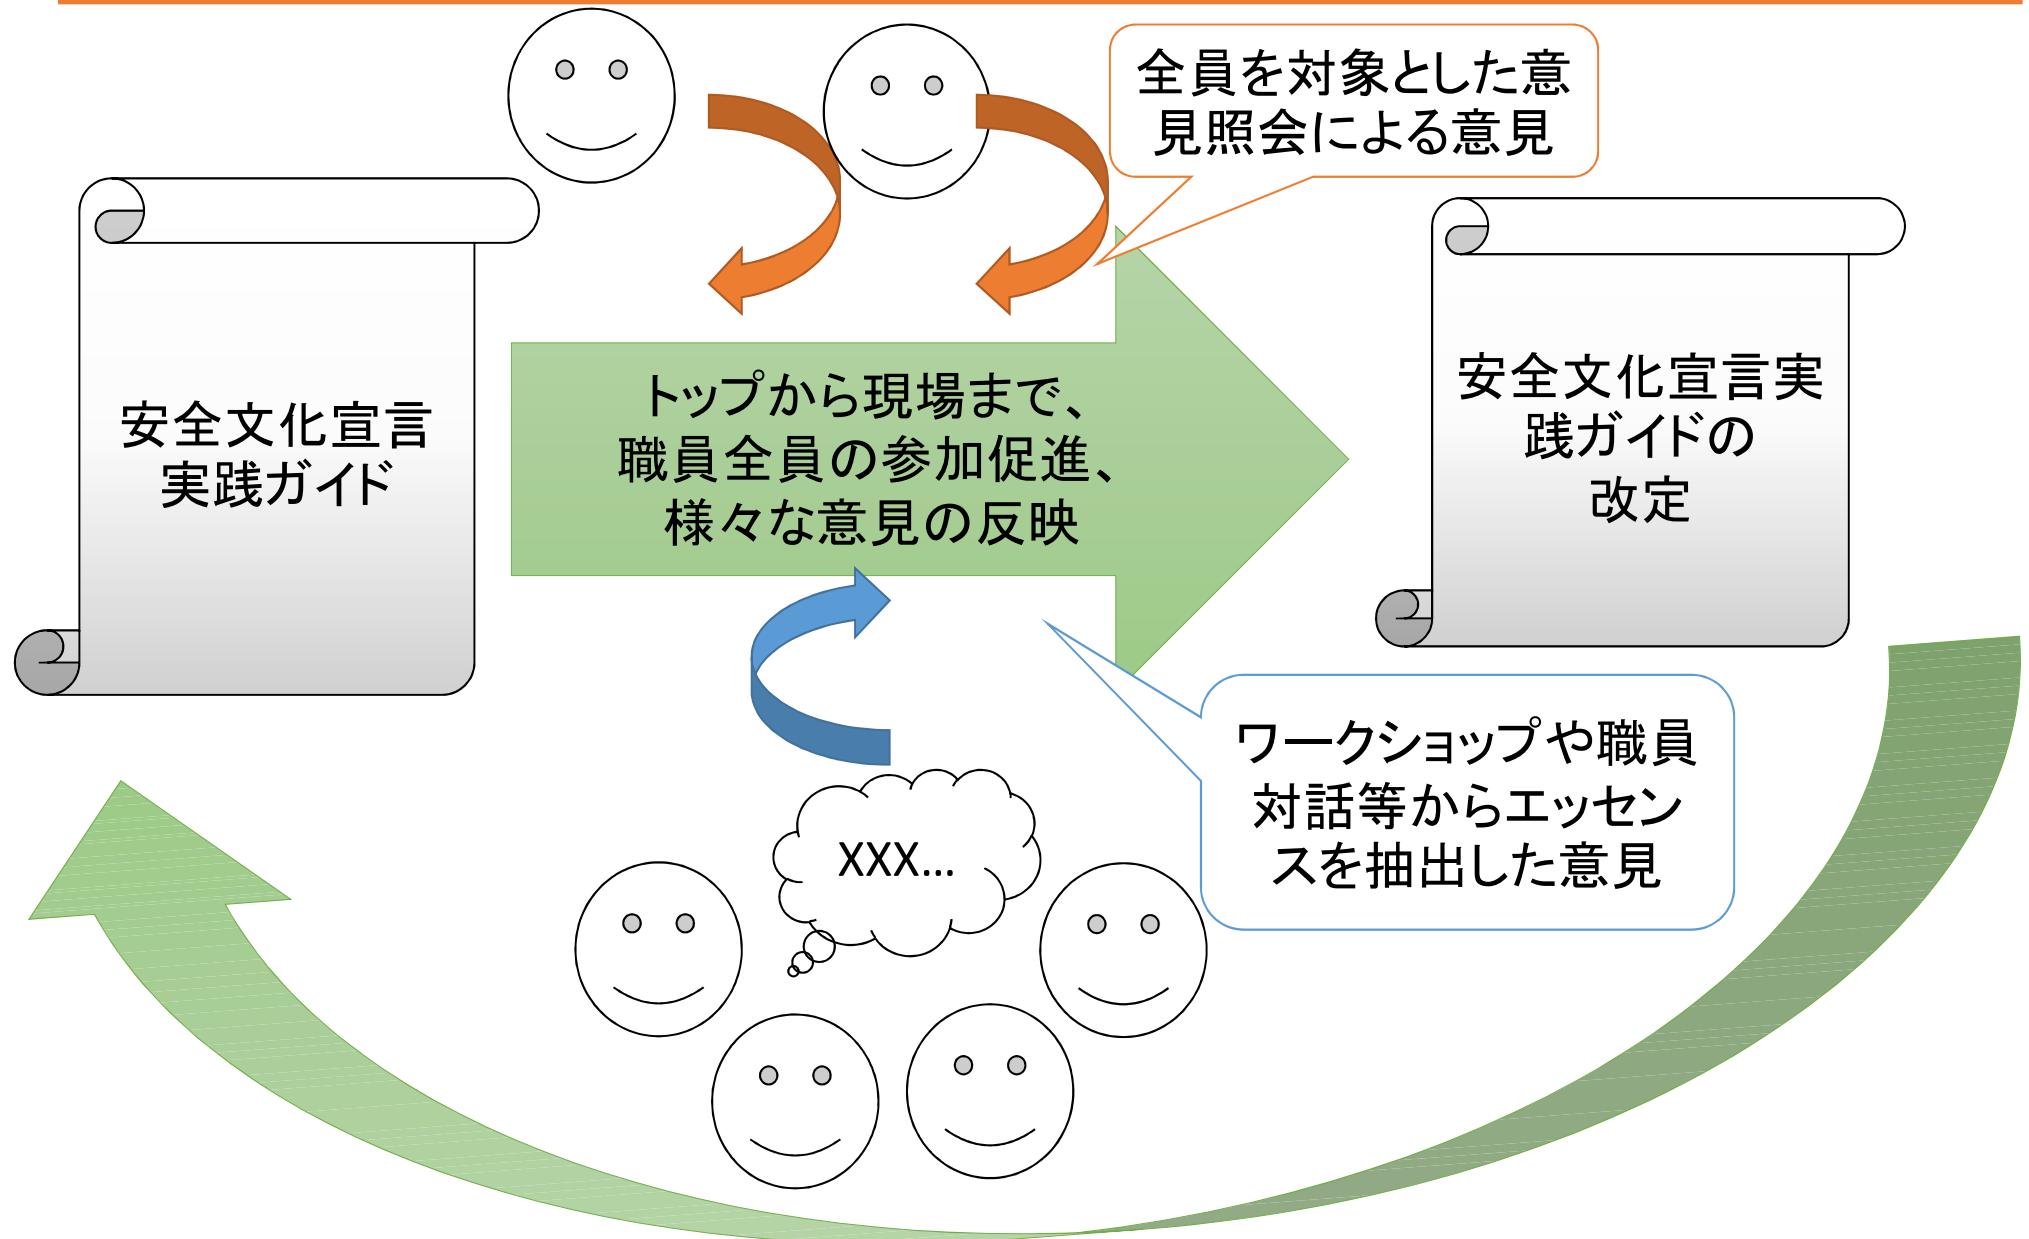 全員を対象とした意
見照会による意見
安全文化宣言
実践ガイド
トップから現場まで、
職員全員の参加促進、
様々な意見の反映
安全文化宣言実
践ガイドの
改定
ワークショップや職員
対話等からエッセン
スを抽出した意見
XXX…